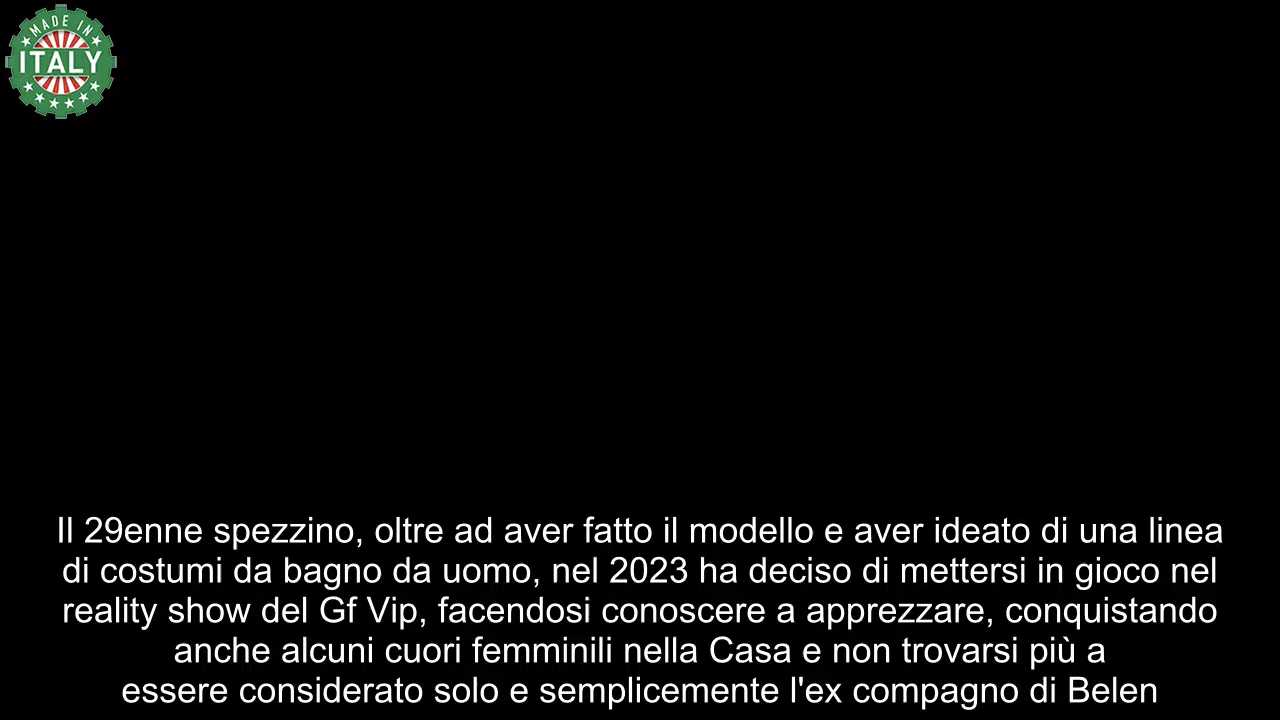 MADE IN
ITALY
Il 29enne spezzino, oltre ad aver fatto il modello e aver ideato di una linea
di costumi da bagno da uomo, nel 2023 ha deciso di mettersi in gioco nel
reality show del Gf Vip, facendosi conoscere a apprezzare, conquistando
anche alcuni cuori femminili nella Casa e non trovarsi più a
essere considerato solo e semplicemente l'ex compagno di Belen